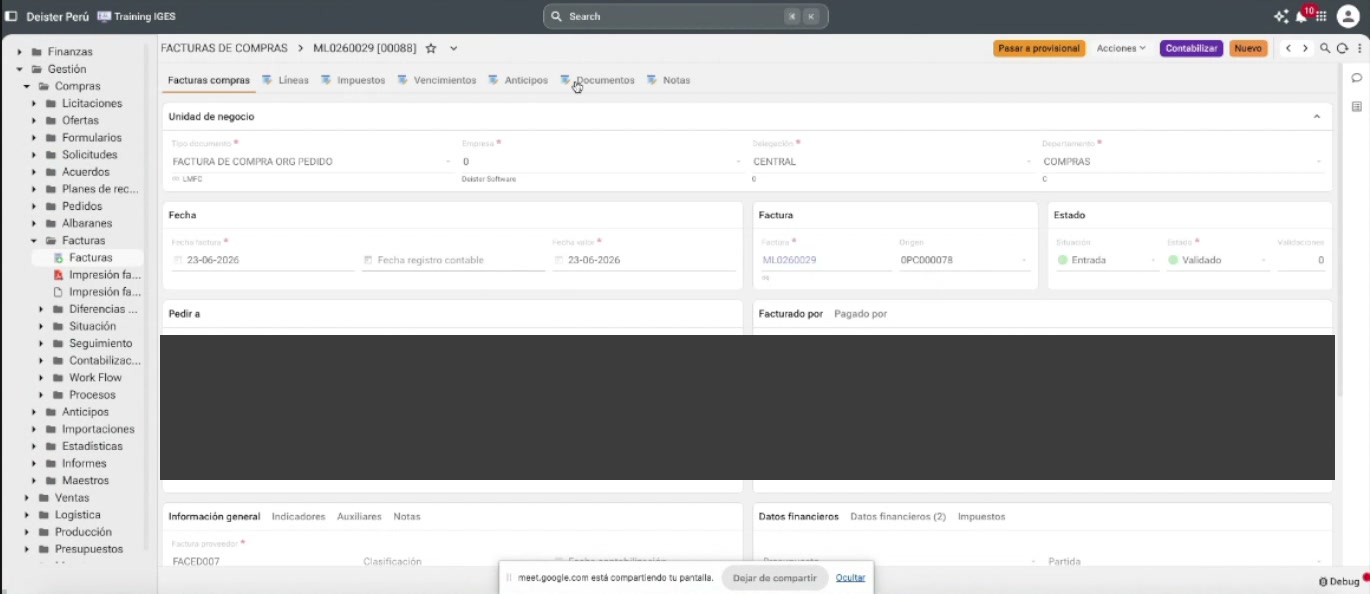 Deister Perú Training IGES
Search
⌘ K
10
FACTURAS DE COMPRAS > ML0260029 [00088]
Pasar a provisional Acciones Contabilizar Nuevo
Facturas compras Líneas Impuestos Vencimientos Anticipos Documentos Notas
Finanzas
Gestión
Compras
Licitaciones
Ofertas
Formularios
Solicitudes
Acuerdos
Planes de rec...
Pedidos
Albaranes
Facturas
Facturas
Impresión fa...
Impresión fa...
Diferencias ...
Situación
Seguimiento
Contabilizac...
Work Flow
Procesos
Anticipos
Importaciones
Estadísticas
Informes
Maestros
Ventas
Logística
Producción
Presupuestos
Unidad de negocio
Tipo documento * Empresa * Delegación * Departamento *
FACTURA DE COMPRA ORG PEDIDO 0 CENTRAL COMPRAS
LMFC Deister Software 0 C
Fecha
Fecha factura * Fecha valor *
23-06-2026 Fecha registro contable 23-06-2026
Factura
Factura * Origen
ML0260029 0PC000078
Estado
Situación Estado * Validaciones
Entrada Validado 0
Pedir a
Facturado por Pagado por
Información general Indicadores Auxiliares Notas
Factura proveedor *
FACED007 Clasificación Fecha contabilización
Datos financieros Datos financieros (2) Impuestos
Presupuesto Partida
meet.google.com está compartiendo tu pantalla. Dejar de compartir Ocultar
Debug